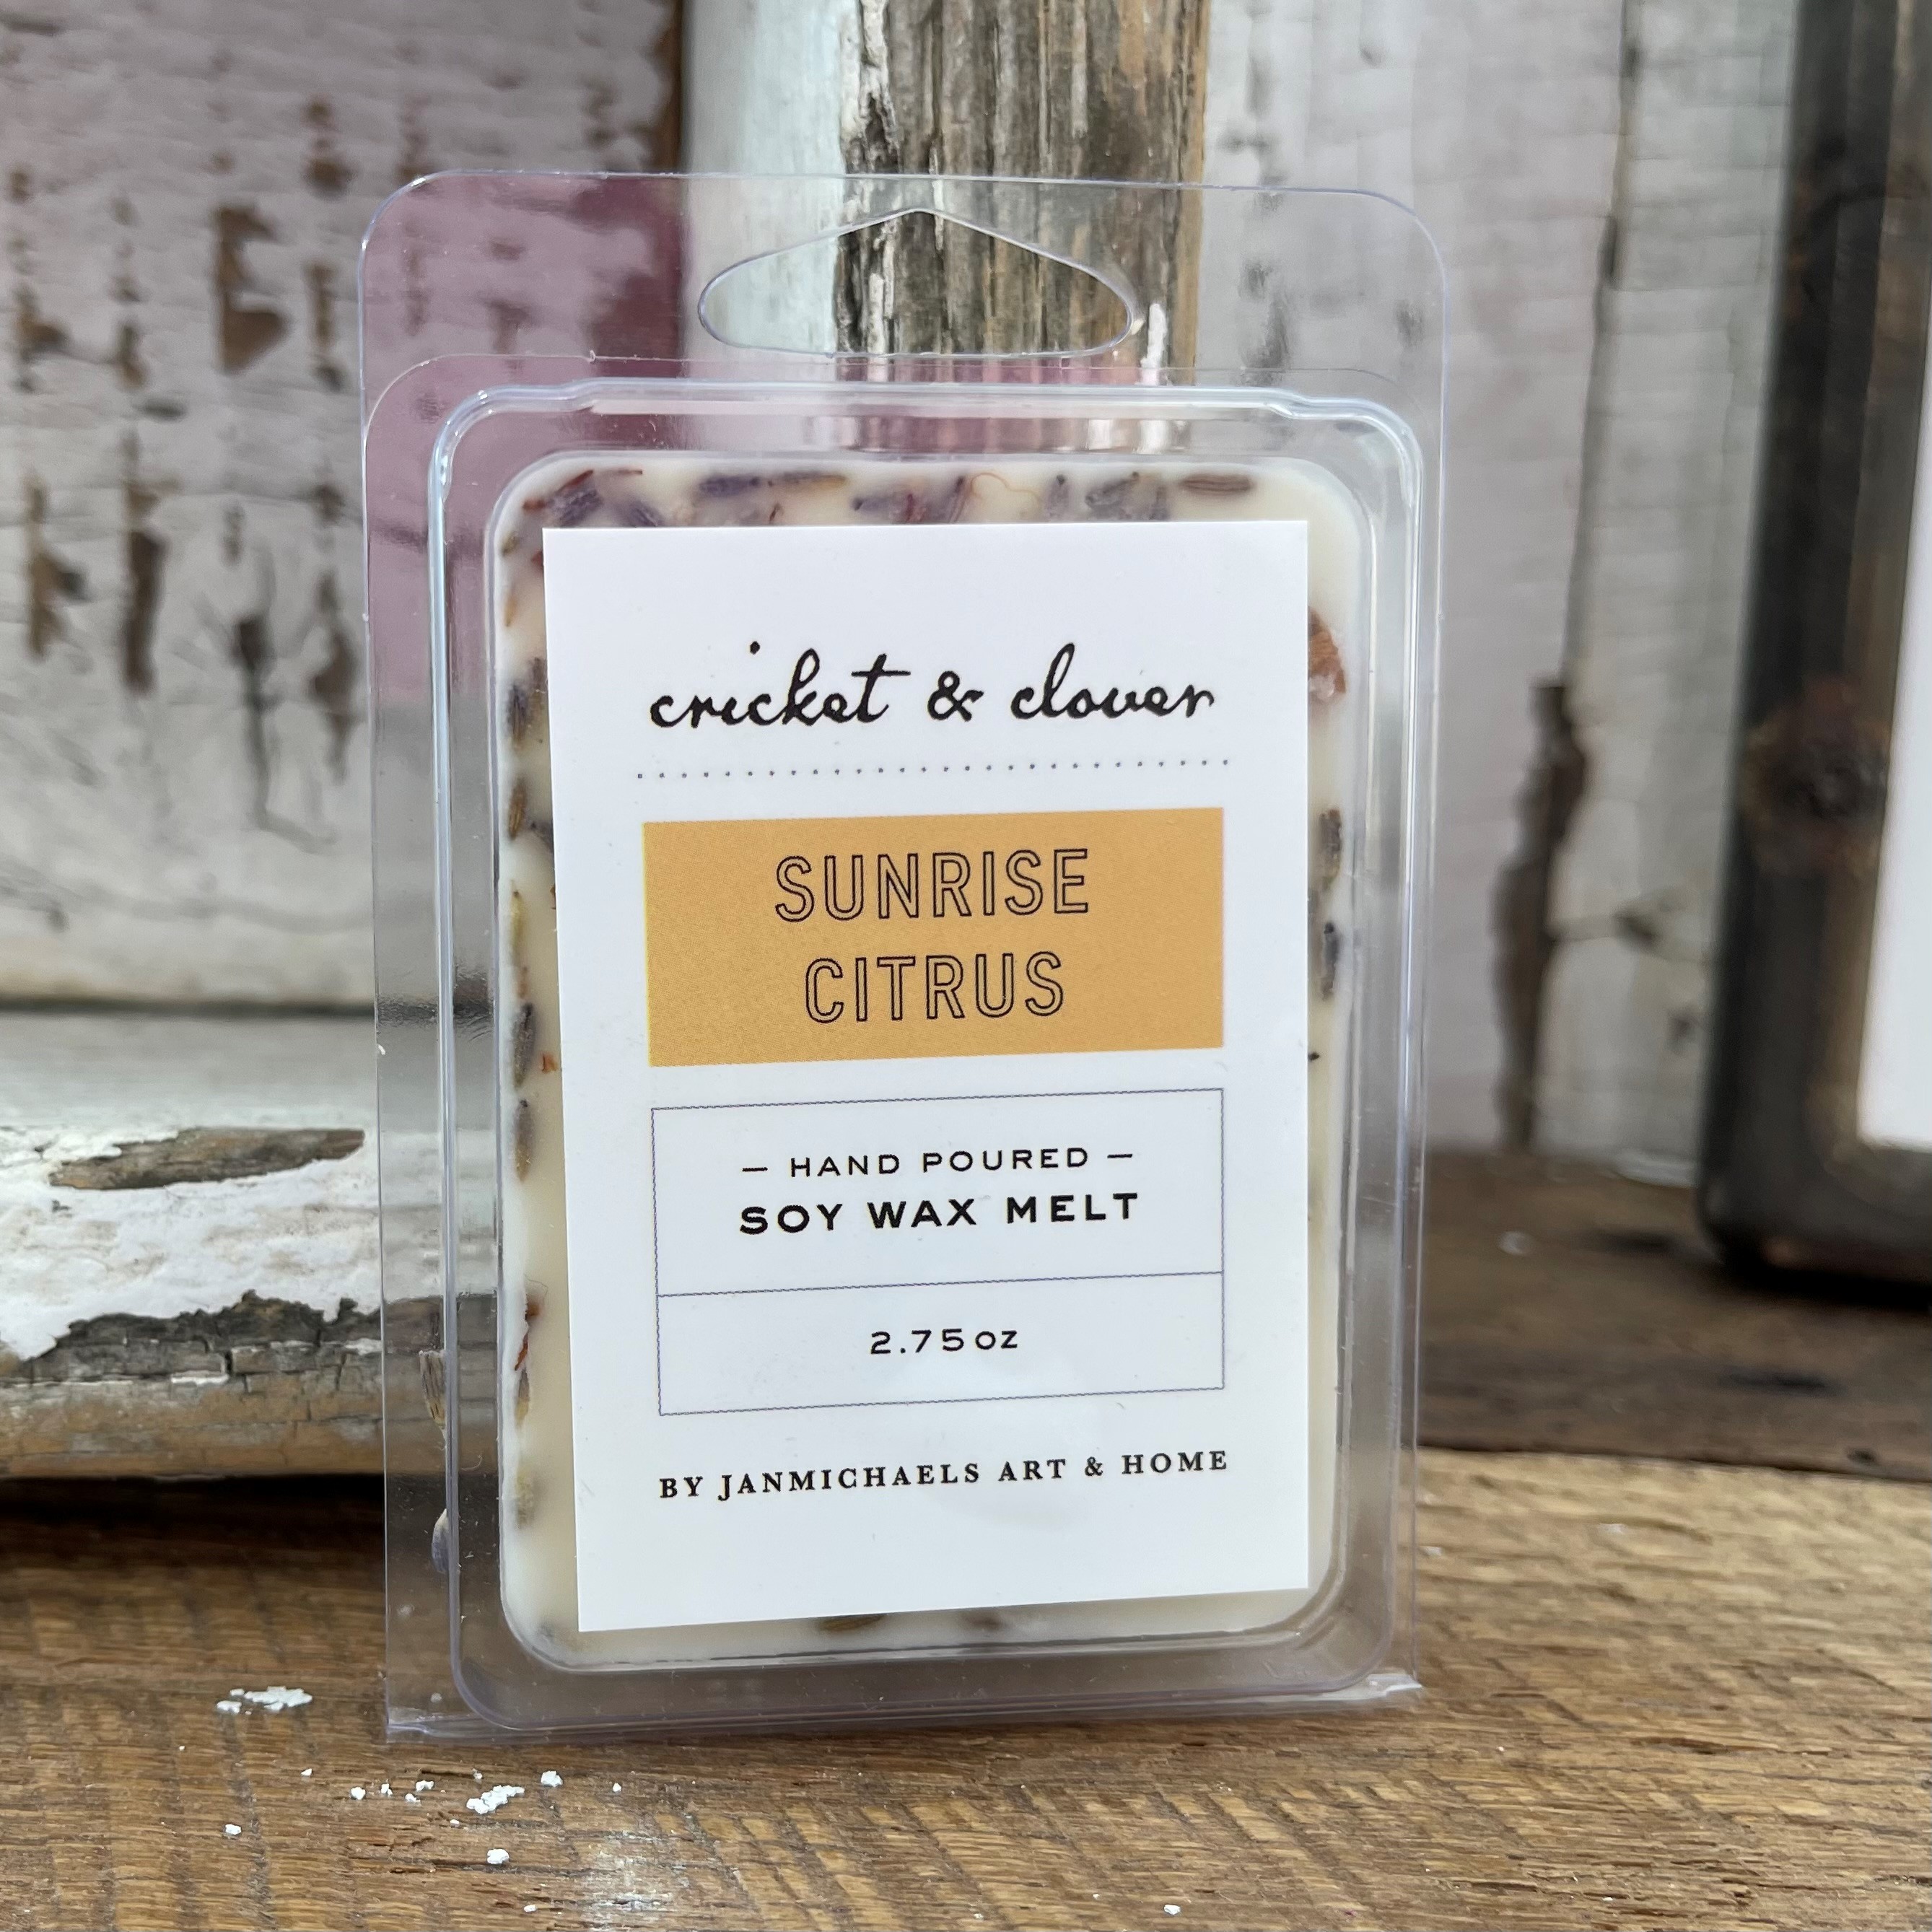 cricket & clover
SUNRISE
CITRUS
— HAND POURED —
SOY WAX MELT
2.75oz
BY JANMICHAELS ART & HOME